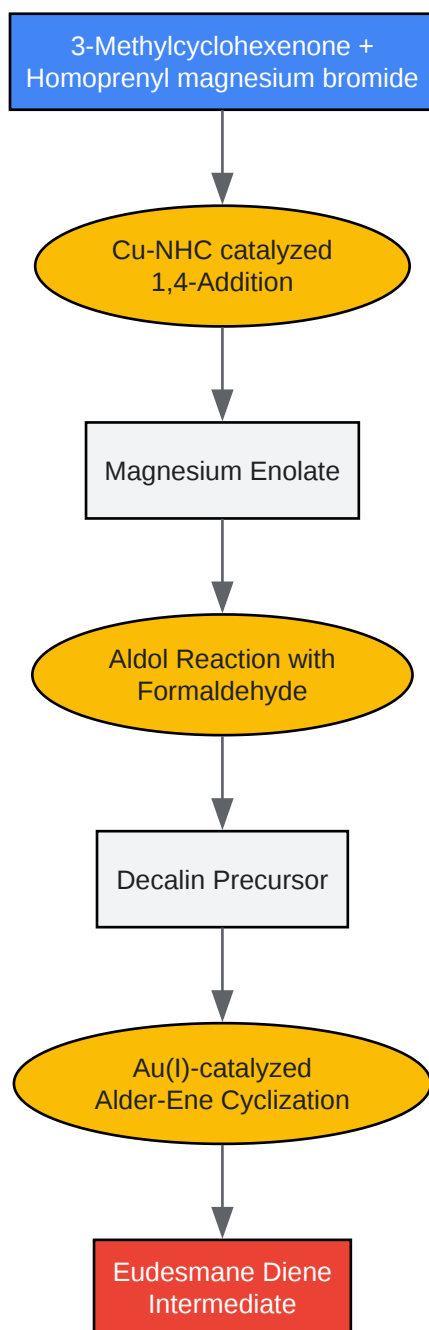 3-Methylcyclohexenone +
Homoprenyl magnesium bromide
Cu-NHC catalyzed
1,4-Addition
Magnesium Enolate
Aldol Reaction with
Formaldehyde
Decalin Precursor
Au(I)-catalyzed
Alder-Ene Cyclization
Eudesmane Diene
Intermediate